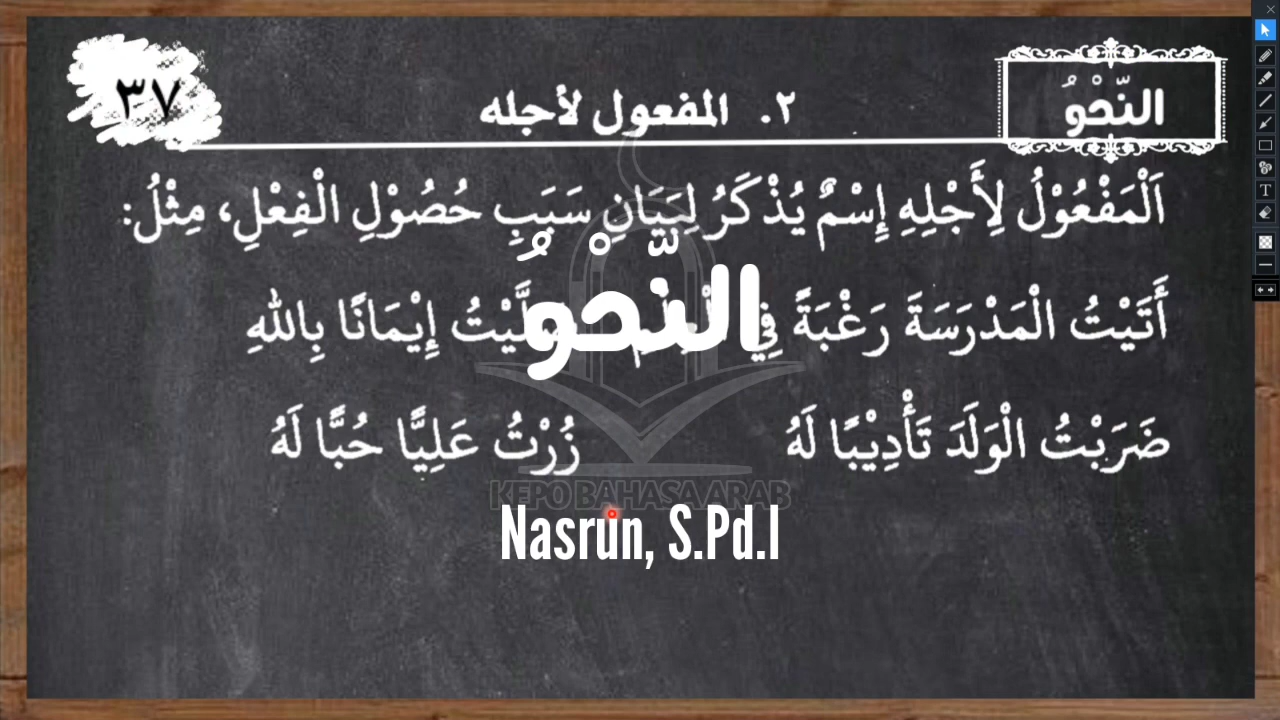 النَّحْوُ
٢. المفعول لأجله
٣٧
اَلْمَفْعُوْلُ لِأَجْلِهِ إِسْمٌ يُذْكَرُ لِبَيَانِ سَبَبِ حُصُوْلِ الْفِعْلِ، مِثْلُ:
النَّحْوُ
أَتَيْتُ الْمَدْرَسَةَ رَغْبَةً فِي إِيْمَانًا بِاللهِ
ضَرَبْتُ الْوَلَدَ تَأْدِيْبًا لَهُ زُرْتُ عَلِيًّا حُبًّا لَهُ
KEPO BAHASA ARAB
Nasrun, S.Pd.I